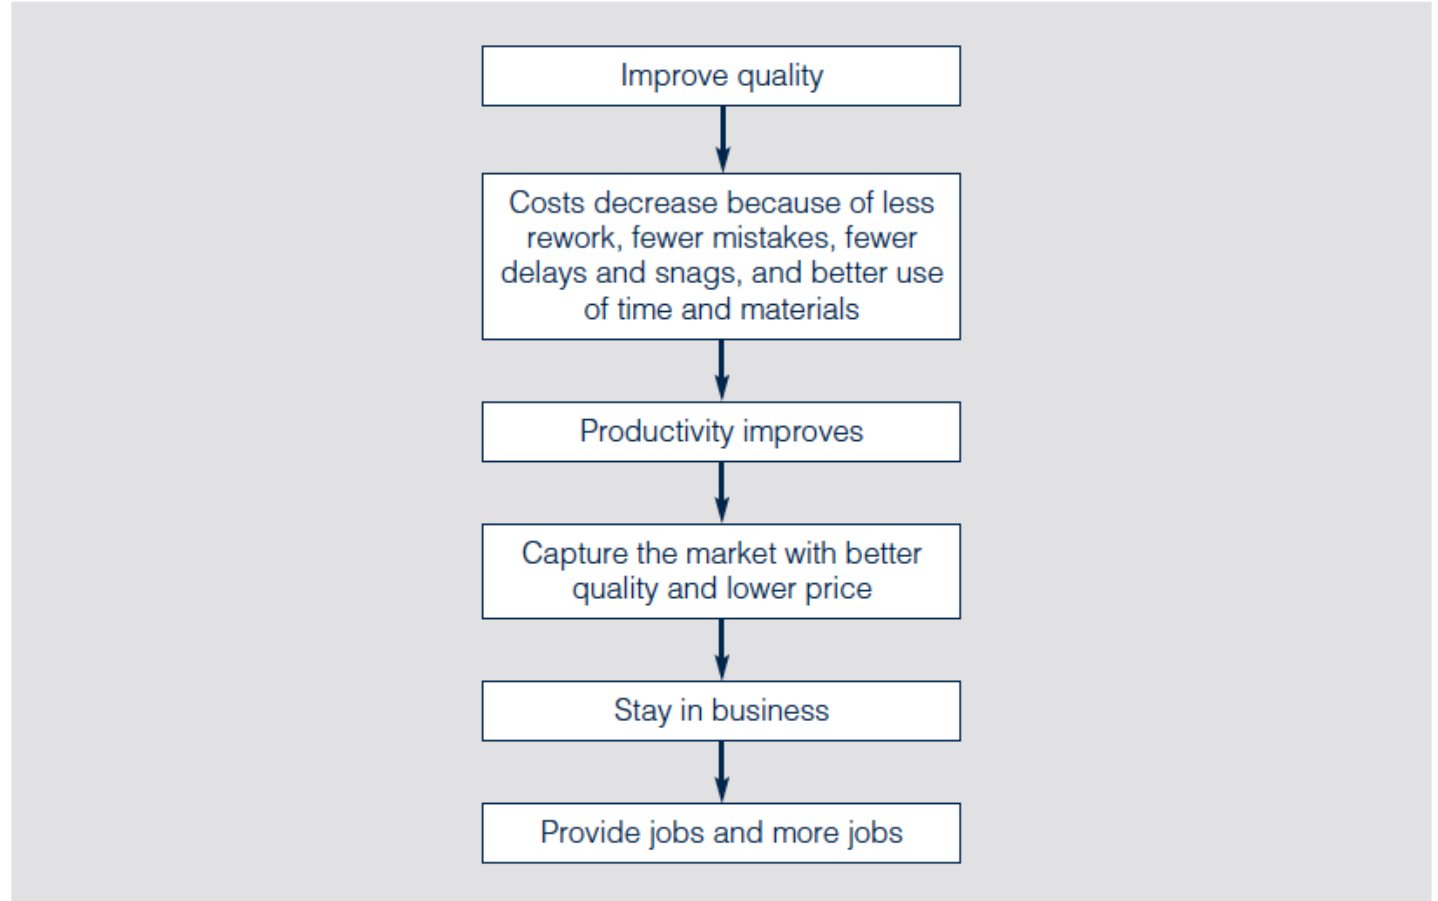 Improve quality
Costs decrease because of less
rework, fewer mistakes, fewer
delays and snags, and better use
of time and materials
Productivity improves
Capture the market with better
quality and lower price
Stay in business
Provide jobs and more jobs